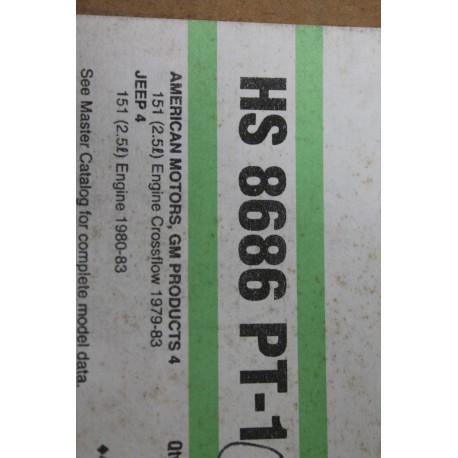 HS 8686 PT-1
AMERICAN MOTORS, GM PRODUCTS 4
151 (2.5ℓ) Engine Crossflow 1979-83
JEEP 4
151 (2.5ℓ) Engine 1980-83
See Master Catalog for complete model data.
Qty